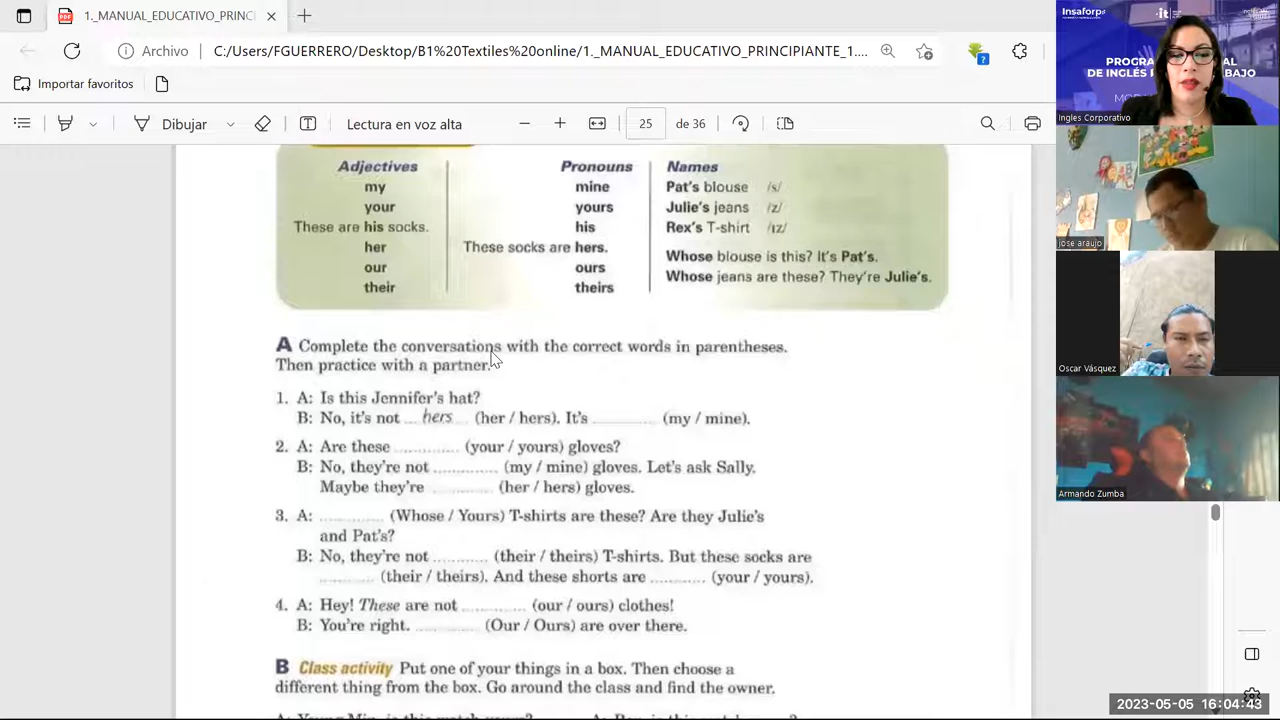 1._MANUAL_EDUCATIVO_PRINCI
Archivo
C:/Users/FGUERRERO/Desktop/B1%20Textiles%20online/1._MANUAL_EDUCATIVO_PRINCIPIANTE_1....
Importar favoritos
Dibujar
Lectura en voz alta
25
de 36
Adjectives
Pronouns
Names
my
mine
Pat's blouse /s/
your
yours
Julie's jeans /z/
These are his socks.
his
Rex's T-shirt /ɪz/
her
These socks are hers.
Whose blouse is this? It's Pat's.
our
ours
Whose jeans are these? They're Julie's.
their
theirs
A Complete the conversations with the correct words in parentheses.
Then practice with a partner.
1. A: Is this Jennifer's hat?
B: No, it's not hers (her / hers). It's ............ (my / mine).
2. A: Are these ............ (your / yours) gloves?
B: No, they're not ............ (my / mine) gloves. Let's ask Sally.
Maybe they're ............ (her / hers) gloves.
3. A: ............ (Whose / Yours) T-shirts are these? Are they Julie's
and Pat's?
B: No, they're not ............ (their / theirs) T-shirts. But these socks are
............ (their / theirs). And these shorts are ............ (your / yours).
4. A: Hey! These are not ............ (our / ours) clothes!
B: You're right. ............ (Our / Ours) are over there.
B Class activity Put one of your things in a box. Then choose a
different thing from the box. Go around the class and find the owner.
Insaforp
Ingles Corporativo
jose araujo
Oscar Vásquez
Armando Zumba
2023-05-05 16:04:43